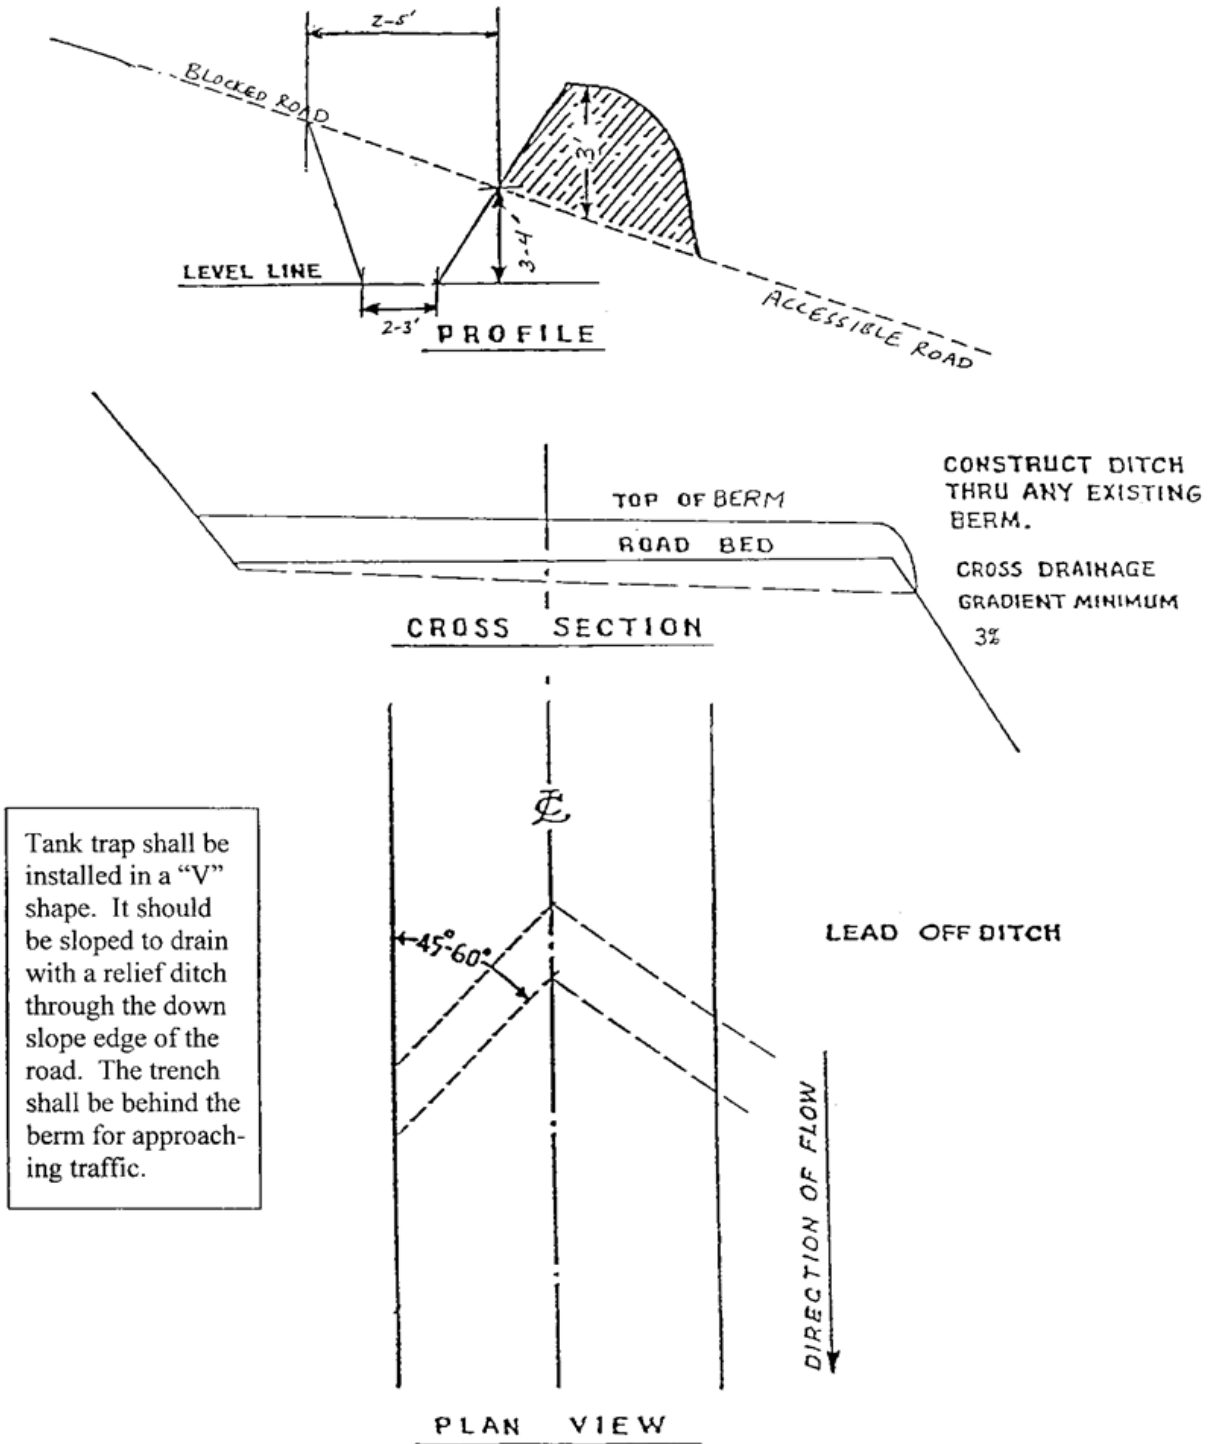 2-5'
BLOCKED ROAD
3'
3-4'
LEVEL LINE
2-3'
PROFILE
ACCESSIBLE ROAD
CONSTRUCT DITCH
THRU ANY EXISTING
BERM.
TOP OF BERM
ROAD BED
CROSS DRAINAGE
GRADIENT MINIMUM
3%
CROSS SECTION
CL
Tank trap shall be
installed in a “V”
shape. It should
be sloped to drain
with a relief ditch
through the down
slope edge of the
road. The trench
shall be behind the
berm for approach-
ing traffic.
45°-60°
LEAD OFF DITCH
DIRECTION OF FLOW
PLAN VIEW